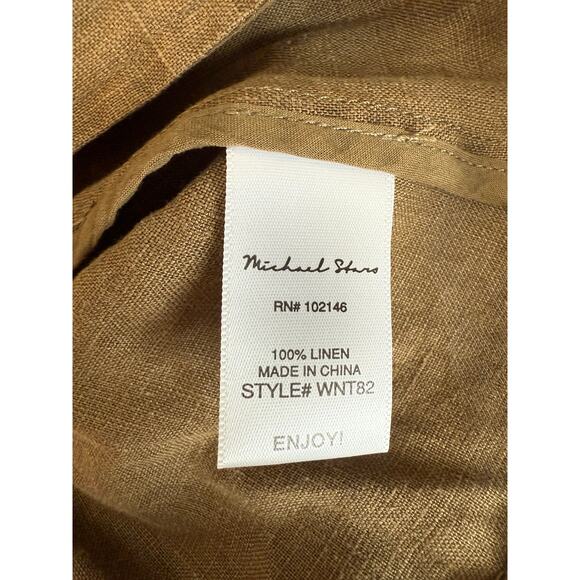 Michael Stars
RN# 102146
100% LINEN
MADE IN CHINA
STYLE# WNT82
ENJOY!